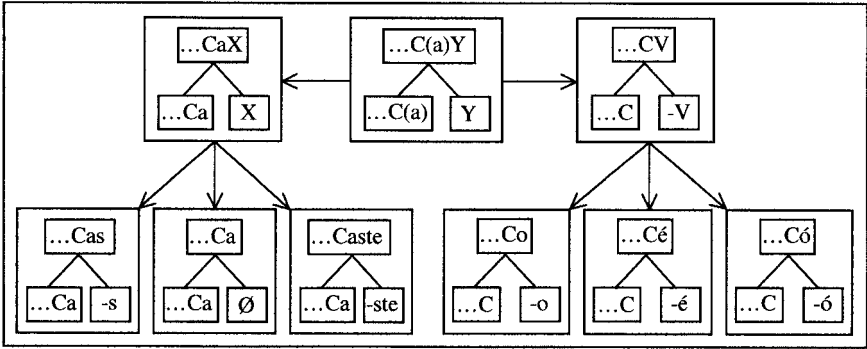 …CaX …C(a)Y …CV
…Ca X …C(a) Y …C -V
…Cas …Ca …Caste …Co …Cé …Có
…Ca -s …Ca Ø …Ca -ste …C -o …C -é …C -ó